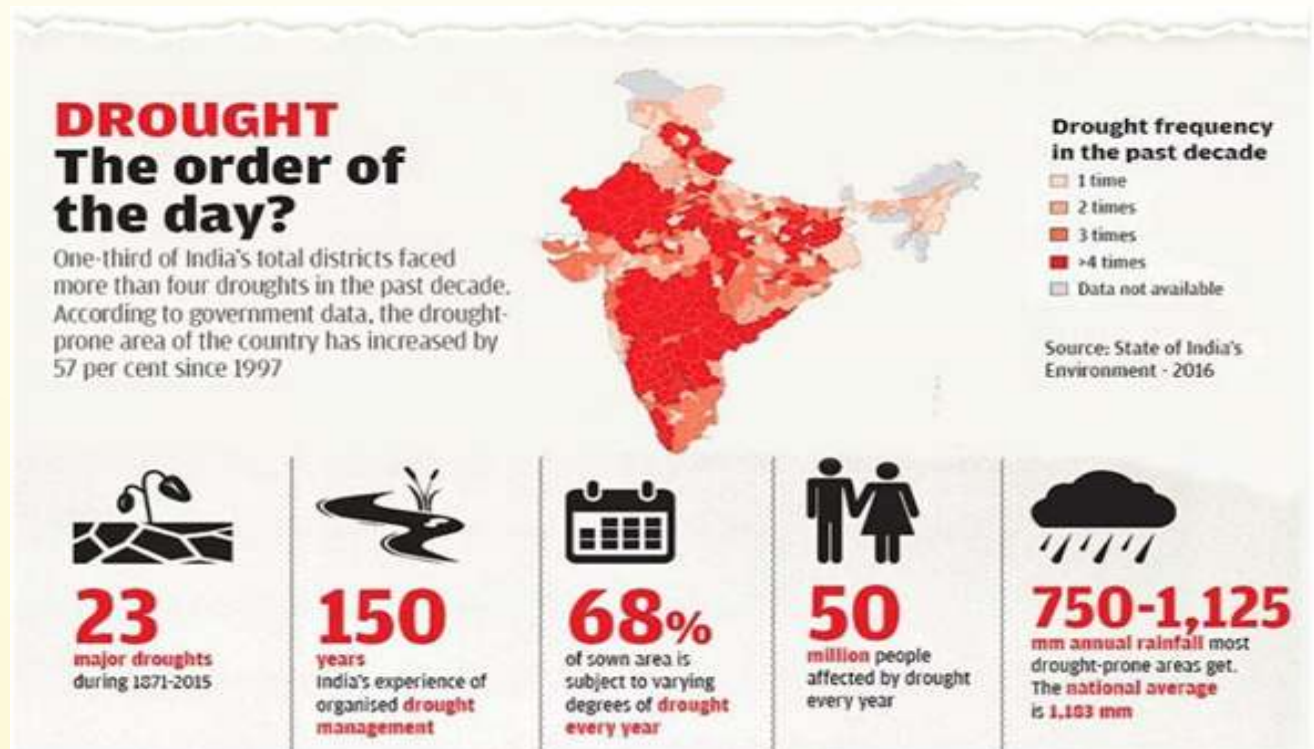 DROUGHT
The order of
the day?
One-third of India's total districts faced
more than four droughts in the past decade.
According to government data, the drought-
prone area of the country has increased by
57 per cent since 1997
Drought frequency
in the past decade
1 time
2 times
3 times
>4 times
Data not available
Source: State of India's
Environment - 2016
23
major droughts
during 1871-2015
150
years
India's experience of
organised drought
management
68%
of sown area is
subject to varying
degrees of drought
every year
50
million people
affected by drought
every year
750-1,125
mm annual rainfall most
drought-prone areas get.
The national average
is 1,183 mm